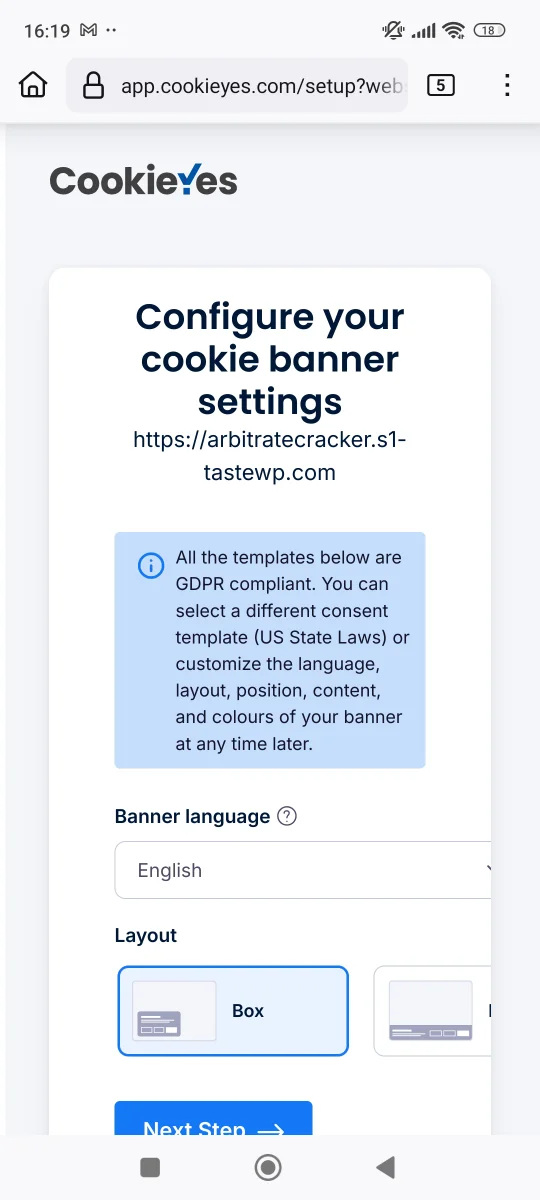 16:19
18
app.cookieyes.com/setup?web
5
CookieYes
Configure your
cookie banner
settings
https://arbitratecracker.s1-
tastewp.com
All the templates below are
GDPR compliant. You can
select a different consent
template (US State Laws) or
customize the language,
layout, position, content,
and colours of your banner
at any time later.
Banner language
English
Layout
Box
Next Step